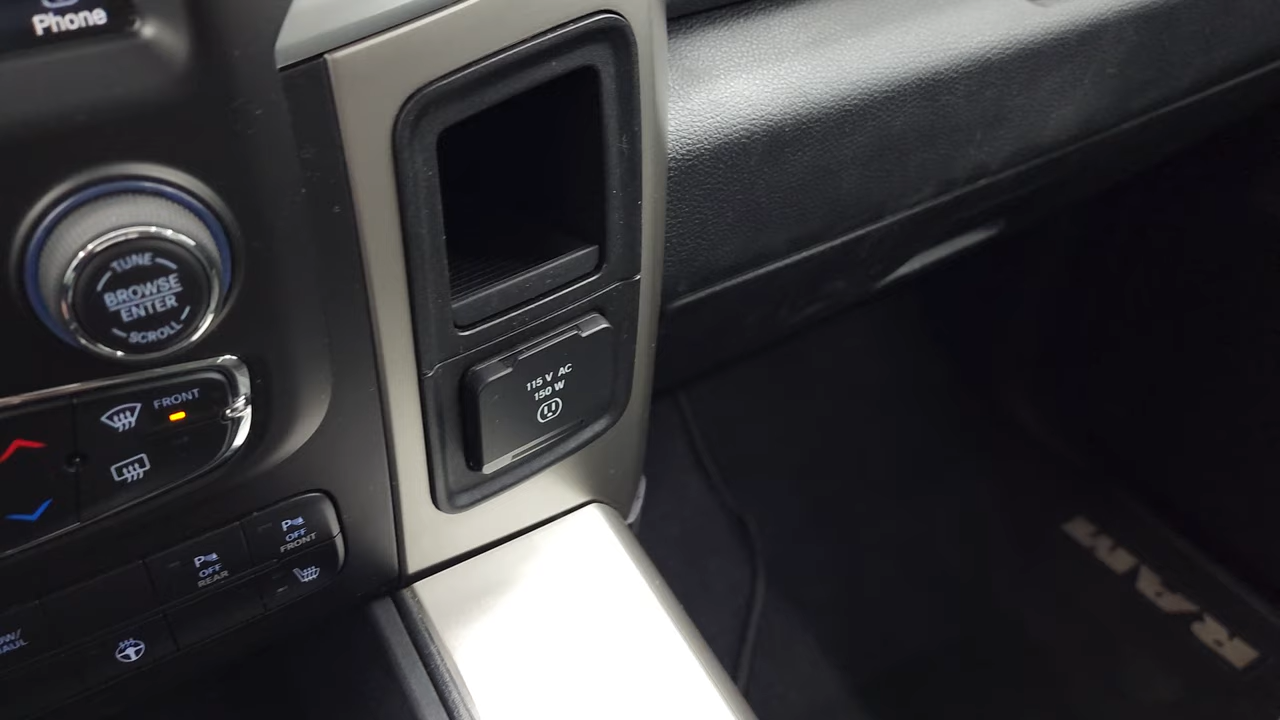 Phone
TUNE
BROWSE
ENTER
SCROLL
FRONT
115 V AC
150 W
P
OFF
FRONT
P
OFF
REAR
RAM